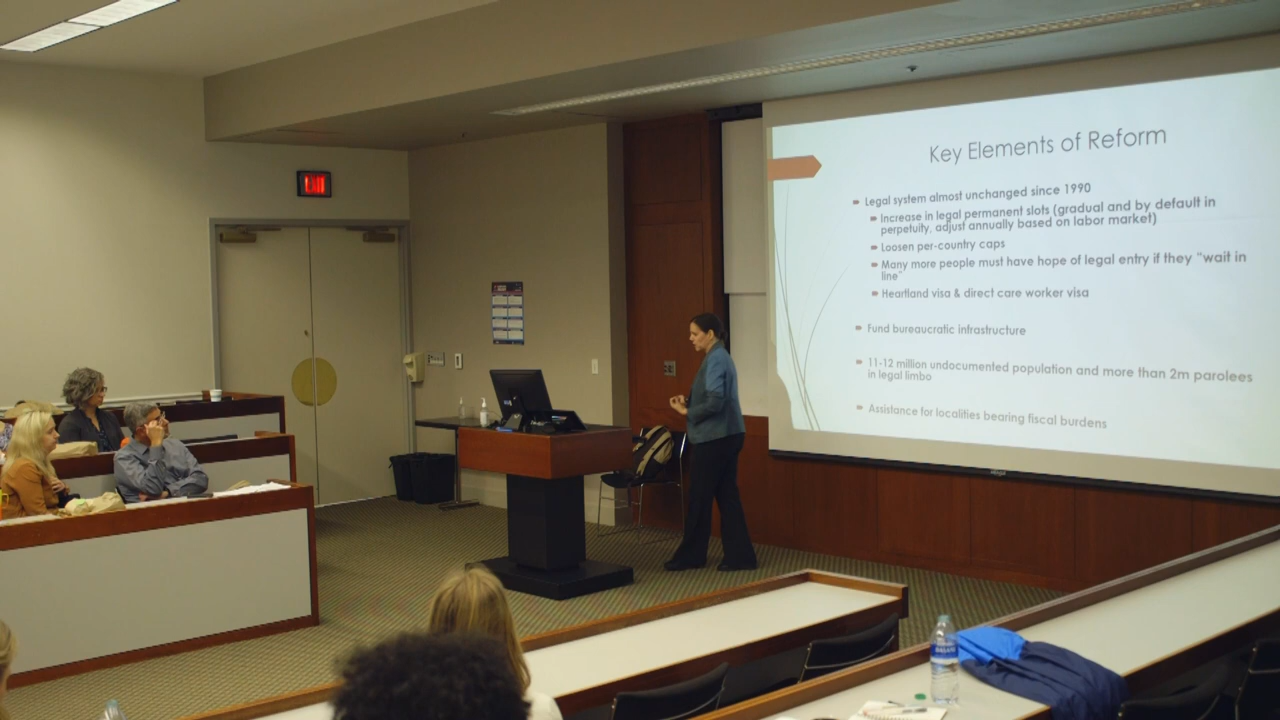 EXIT
Key Elements of Reform
Legal system almost unchanged since 1990
Increase in legal permanent slots (gradual and by default in
perpetuity, adjust annually based on labor market)
Loosen per-country caps
Many more people must have hope of legal entry if they "wait in
line"
Heartland visa & direct care worker visa
Fund bureaucratic infrastructure
11-12 million undocumented population and more than 2m parolees
in legal limbo
Assistance for localities bearing fiscal burdens